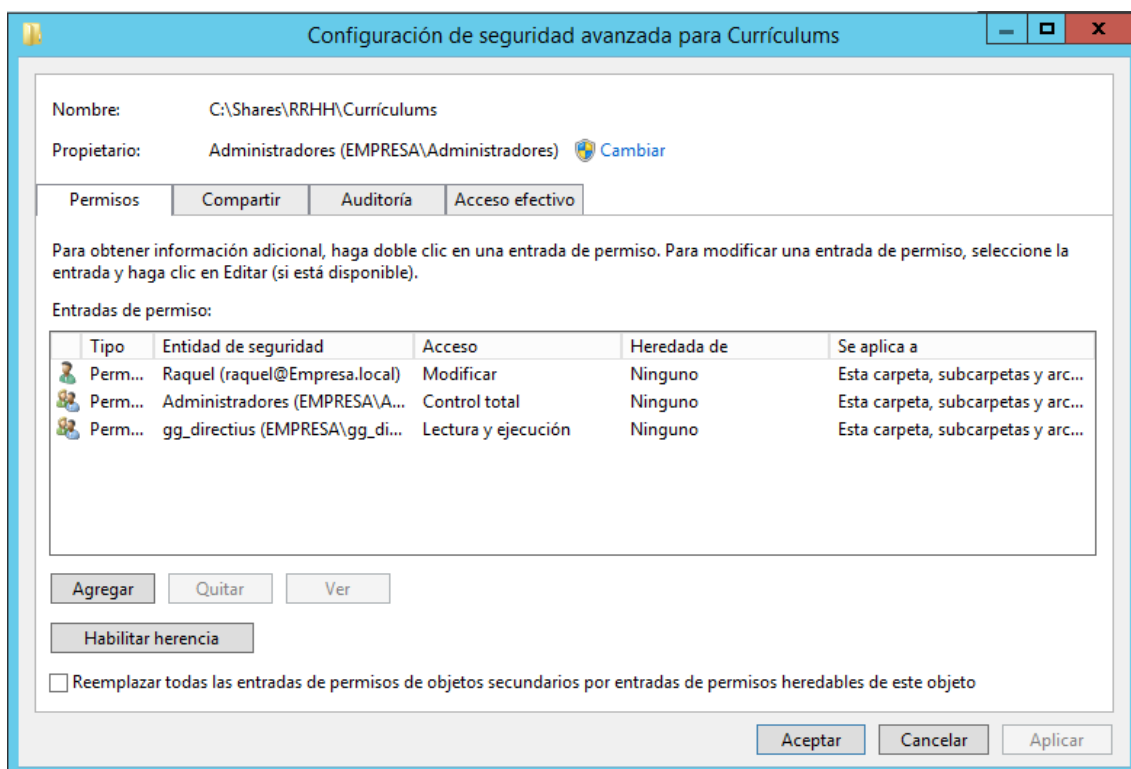 Configuración de seguridad avanzada para Currículums
Nombre: C:\Shares\RRHH\Currículums
Propietario: Administradores (EMPRESA\Administradores) Cambiar
Permisos Compartir Auditoría Acceso efectivo
Para obtener información adicional, haga doble clic en una entrada de permiso. Para modificar una entrada de permiso, seleccione la
entrada y haga clic en Editar (si está disponible).
Entradas de permiso:
Tipo Entidad de seguridad Acceso Heredada de Se aplica a
Perm... Raquel (raquel@Empresa.local) Modificar Ninguno Esta carpeta, subcarpetas y arc...
Perm... Administradores (EMPRESA\A... Control total Ninguno Esta carpeta, subcarpetas y arc...
Perm... gg_directius (EMPRESA\gg_di... Lectura y ejecución Ninguno Esta carpeta, subcarpetas y arc...
Agregar Quitar Ver
Habilitar herencia
Reemplazar todas las entradas de permisos de objetos secundarios por entradas de permisos heredables de este objeto
Aceptar Cancelar Aplicar